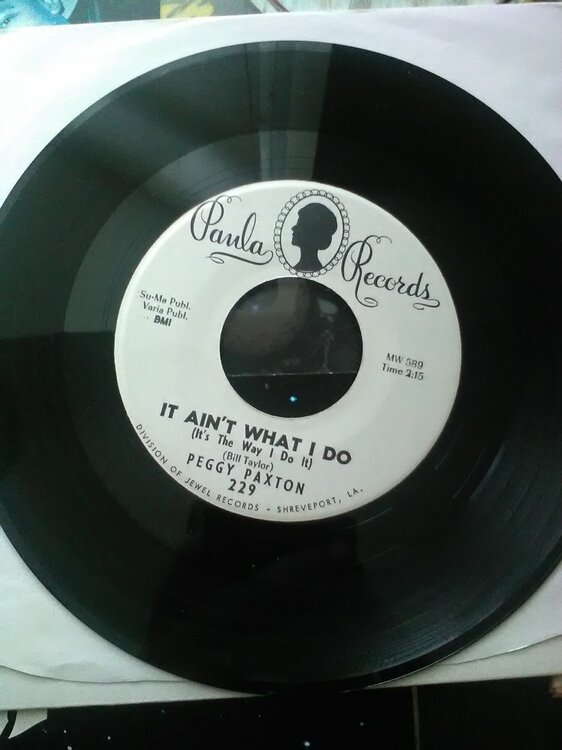 Paula Records
Su-Ma Publ.
Varia Publ.
BMI
MW 589
Time 2:15
IT AIN'T WHAT I DO
(It's The Way I Do It)
(Bill Taylor)
PEGGY PAXTON
229
DIVISION OF JEWEL RECORDS - SHREVEPORT, LA.